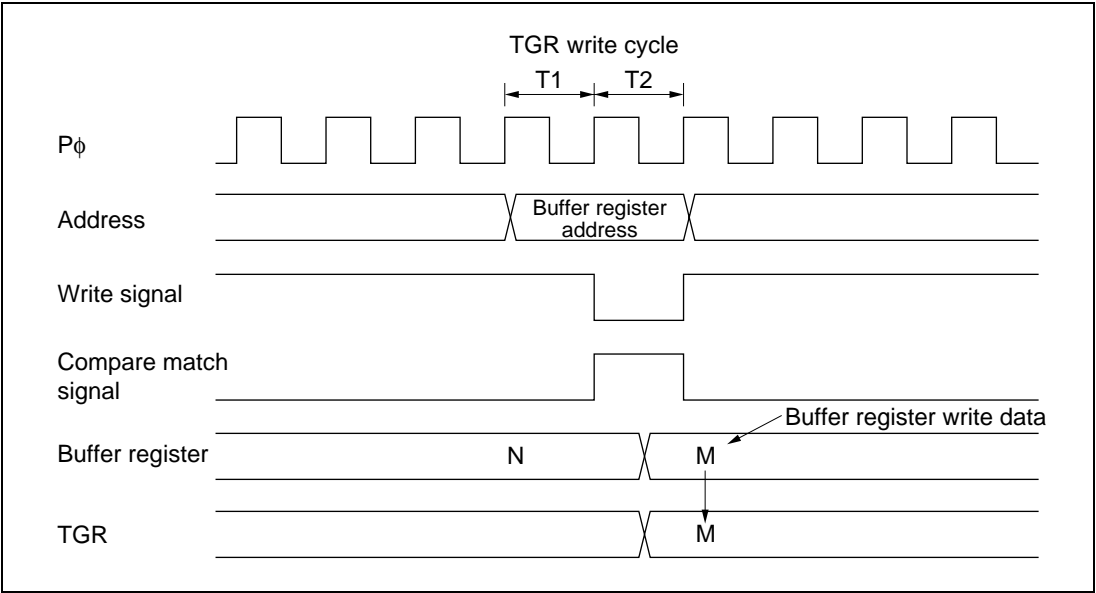 TGR write cycle
T1 T2
Pϕ
Address
Buffer register
address
Write signal
Compare match
signal
Buffer register write data
Buffer register N M
TGR M